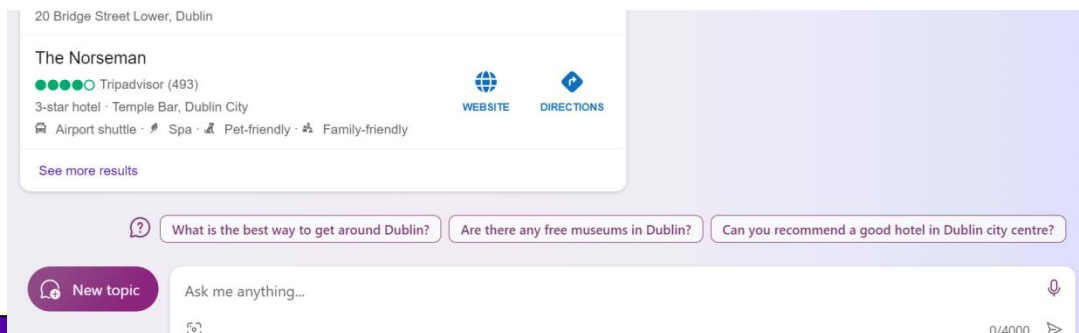 20 Bridge Street Lower, Dublin
The Norseman
Tripadvisor (493)
3-star hotel · Temple Bar, Dublin City
Airport shuttle · Spa · Pet-friendly · Family-friendly
WEBSITE
DIRECTIONS
See more results
What is the best way to get around Dublin?
Are there any free museums in Dublin?
Can you recommend a good hotel in Dublin city centre?
New topic
Ask me anything...
0/4000